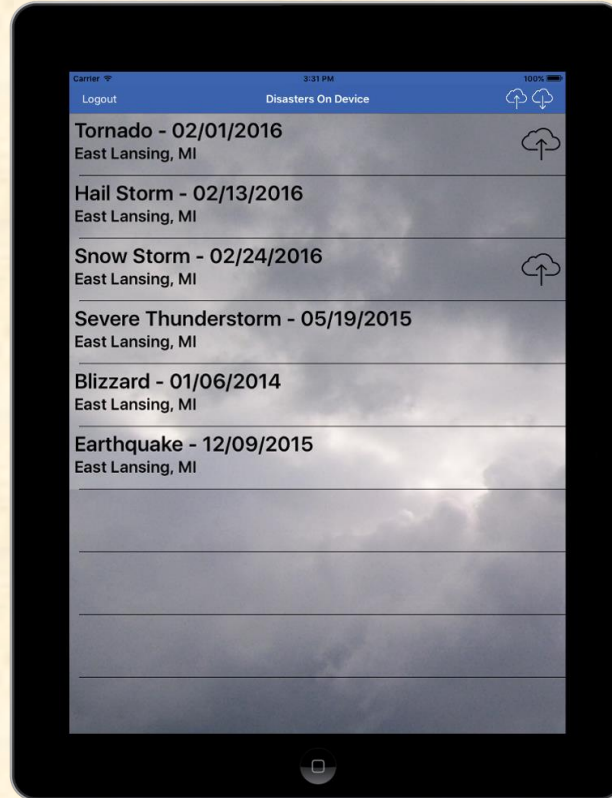 Carrier
3:31 PM
100%
Logout
Disasters On Device
Tornado - 02/01/2016
East Lansing, MI
Hail Storm - 02/13/2016
East Lansing, MI
Snow Storm - 02/24/2016
East Lansing, MI
Severe Thunderstorm - 05/19/2015
East Lansing, MI
Blizzard - 01/06/2014
East Lansing, MI
Earthquake - 12/09/2015
East Lansing, MI